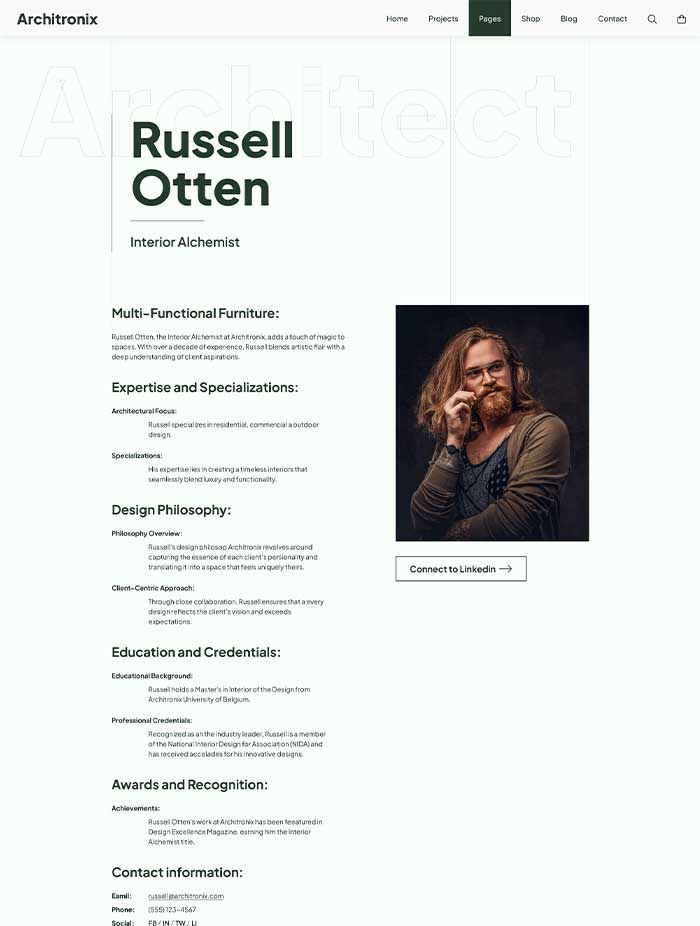 Architronix
Home Projects Pages Shop Blog Contact
Architect
Russell
Otten
Interior Alchemist
Multi-Functional Furniture:
Russell Otten, the Interior Alchemist at Architronix, adds a touch of magic to
spaces. With over a decade of experience, Russell blends artistic flair with a
deep understanding of client aspirations.
Expertise and Specializations:
Architectural Focus:
Russell specializes in residential, commercial a outdoor
design.
Specializations:
His expertise lies in creating a timeless interiors that
seamlessly blend luxury and functionality.
Design Philosophy:
Philosophy Overview:
Russell's design philosop Architronix revolves around
capturing the essence of each client's persionality and
translating it into a space that feels uniquely theirs.
Client-Centric Approach:
Through close collaboration, Russell ensures that a every
design reflects the client's vision and exceeds
expectations.
Education and Credentials:
Educational Background:
Russell holds a Master's in Interior of the Design from
Architronix University of Belgium.
Professional Credentials:
Recognized as an the industry leader, Russell is a member
of the National Interior Design for Association (NIDA) and
has received accolades for his innovative designs.
Awards and Recognition:
Achievements:
Russell Otten's work at Architronix has been feeatured in
Design Excellence Magazine, earning him the Interior
Alchemist title.
Contact information:
Eamil: russell@architronix.com
Phone: (555) 123-4567
Social: FB / IN / TW / LI
Connect to Linkedin